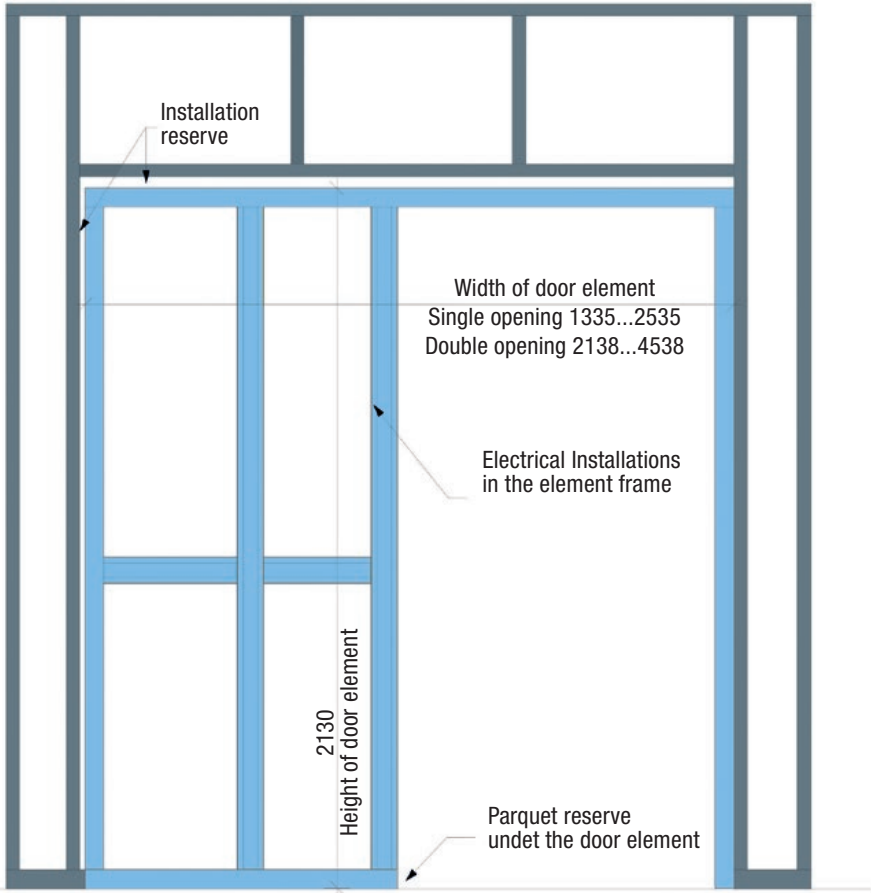 Installation
reserve
Width of door element
Single opening 1335...2535
Double opening 2138...4538
Electrical Installations
in the element frame
2130
Height of door element
Parquet reserve
undet the door element